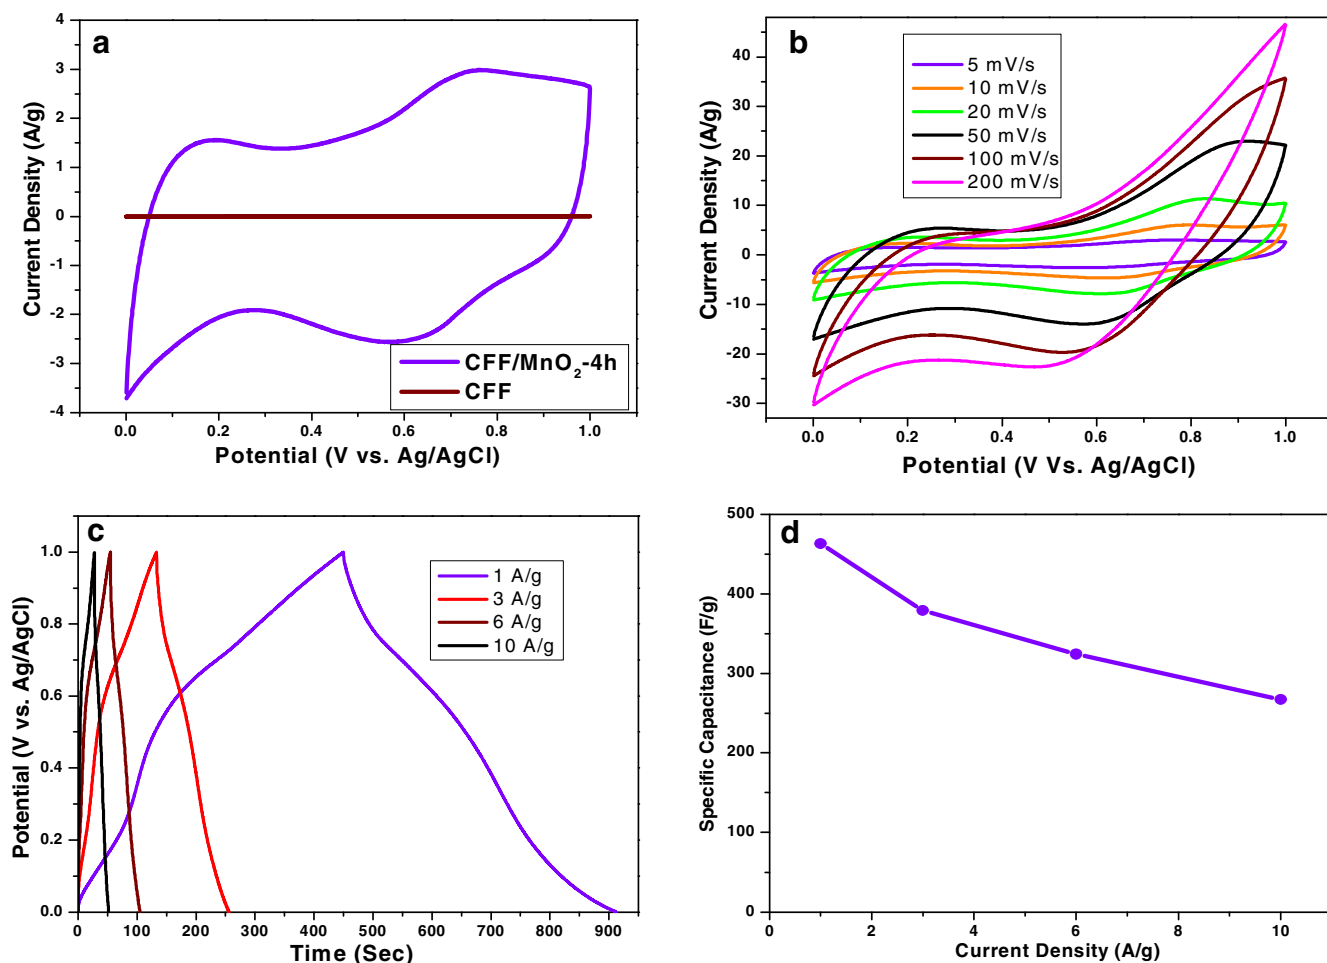 a
4
3
2
1
0
-1
-2
-3
-4
Current Density (A/g)
CFF/MnO₂-4h
CFF
0.0 0.2 0.4 0.6 0.8 1.0
Potential (V vs. Ag/AgCl)
b
40
30
20
10
0
-10
-20
-30
Current Density (A/g)
5 mV/s
10 mV/s
20 mV/s
50 mV/s
100 mV/s
200 mV/s
0.0 0.2 0.4 0.6 0.8 1.0
Potential (V Vs. Ag/AgCl)
c
1.0
0.8
0.6
0.4
0.2
0.0
Potential (V vs. Ag/AgCl)
1 A/g
3 A/g
6 A/g
10 A/g
0 100 200 300 400 500 600 700 800 900
Time (Sec)
d
500
400
300
200
100
0
Specific Capacitance (F/g)
0 2 4 6 8 10
Current Density (A/g)